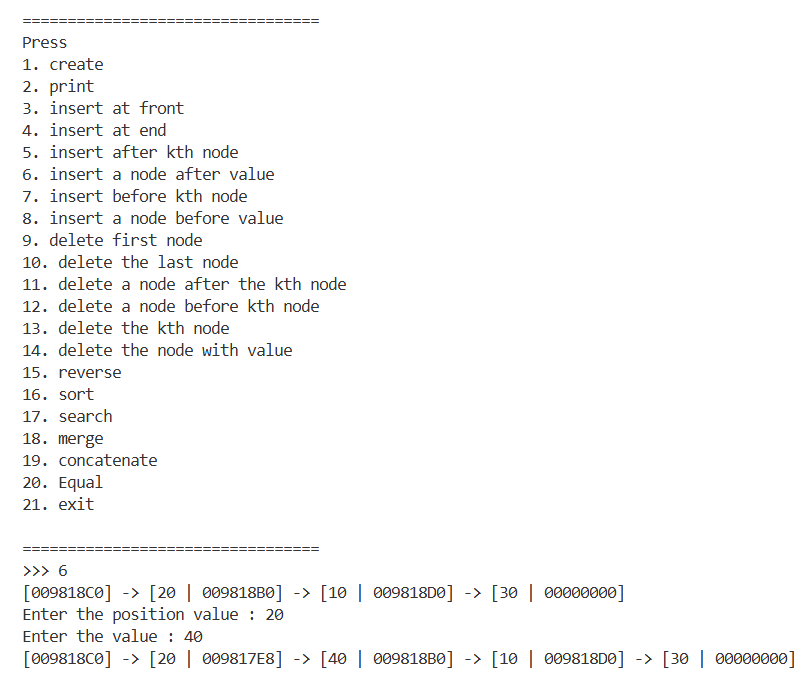 =================================
Press
1. create
2. print
3. insert at front
4. insert at end
5. insert after kth node
6. insert a node after value
7. insert before kth node
8. insert a node before value
9. delete first node
10. delete the last node
11. delete a node after the kth node
12. delete a node before kth node
13. delete the kth node
14. delete the node with value
15. reverse
16. sort
17. search
18. merge
19. concatenate
20. Equal
21. exit
=================================
>>> 6
[009818C0] -> [20 | 009818B0] -> [10 | 009818D0] -> [30 | 00000000]
Enter the position value : 20
Enter the value : 40
[009818C0] -> [20 | 009817E8] -> [40 | 009818B0] -> [10 | 009818D0] -> [30 | 00000000]